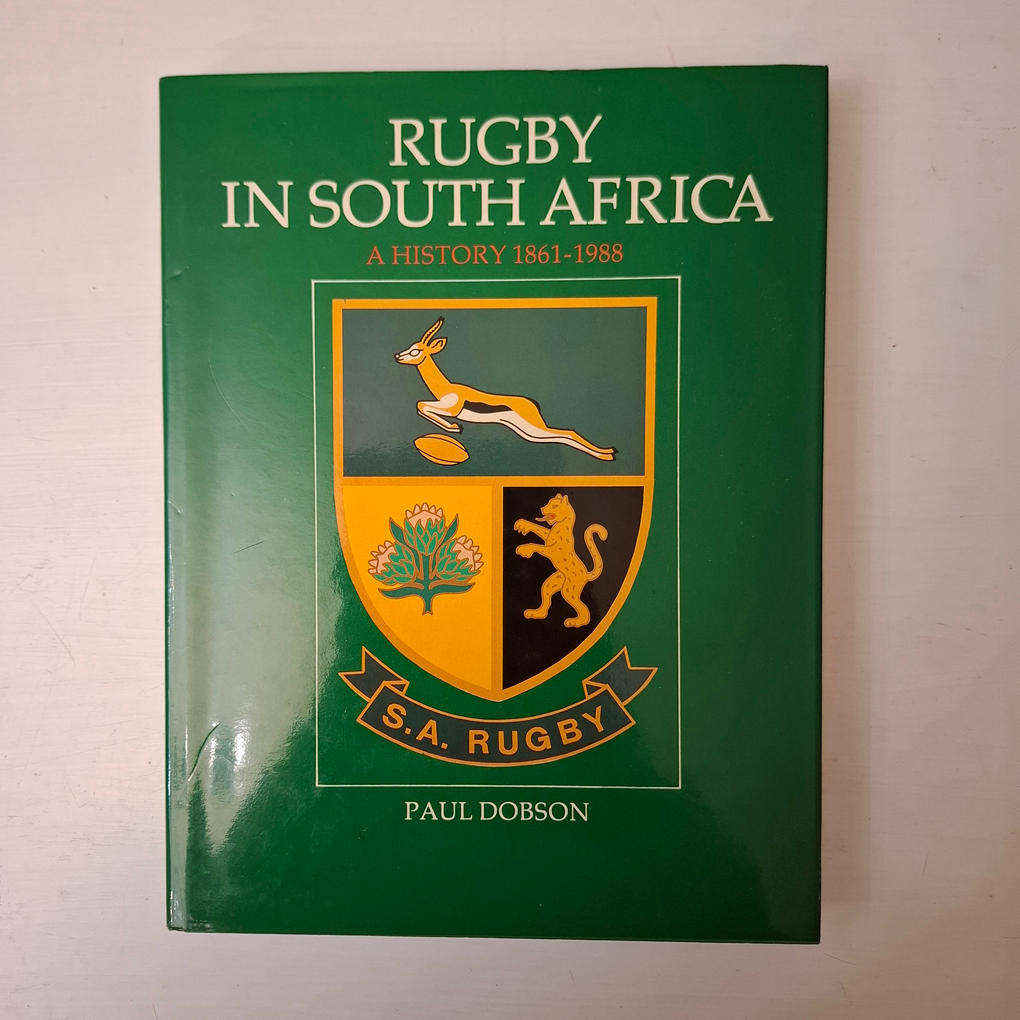 RUGBY
IN SOUTH AFRICA
A HISTORY 1861-1988
S.A. RUGBY
PAUL DOBSON